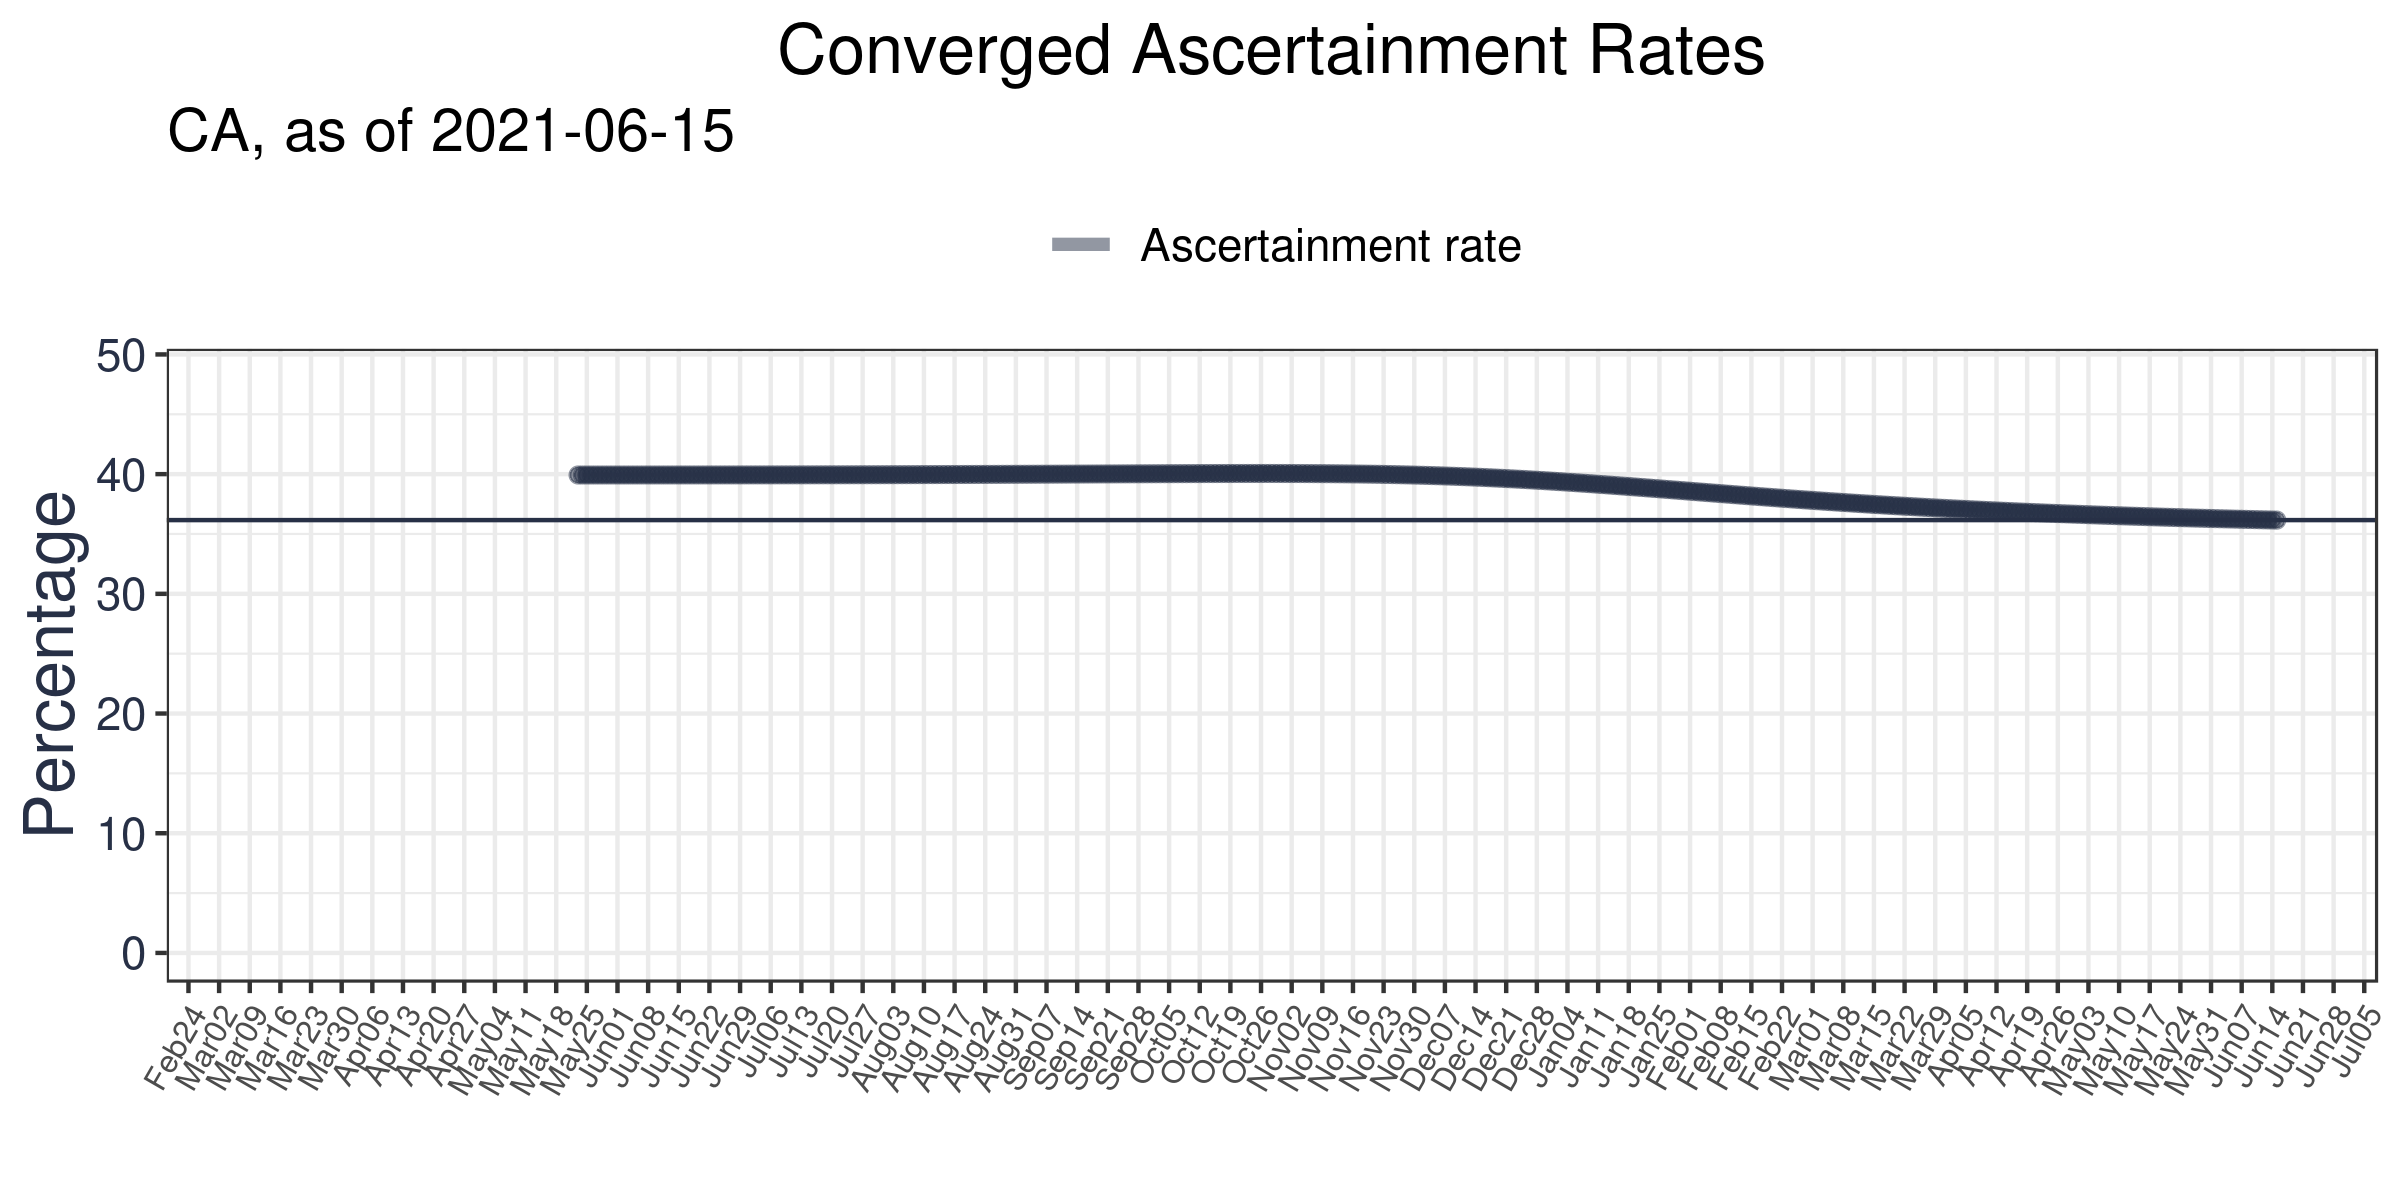 Converged Ascertainment Rates
CA, as of 2021-06-15
Ascertainment rate
Percentage
50
40
30
20
10
0
Feb24 Mar02 Mar09 Mar16 Mar23 Mar30 Apr06 Apr13 Apr20 Apr27 May04 May11 May18 May25 Jun01 Jun08 Jun15 Jun22 Jun29 Jul06 Jul13 Jul20 Jul27 Aug03 Aug10 Aug17 Aug24 Aug31 Sep07 Sep14 Sep21 Sep28 Oct05 Oct12 Oct19 Oct26 Nov02 Nov09 Nov16 Nov23 Nov30 Dec07 Dec14 Dec21 Dec28 Jan04 Jan11 Jan18 Jan25 Feb01 Feb08 Feb15 Feb22 Mar01 Mar08 Mar15 Mar22 Mar29 Apr05 Apr12 Apr19 Apr26 May03 May10 May17 May24 May31 Jun07 Jun14 Jun21 Jun28 Jul05